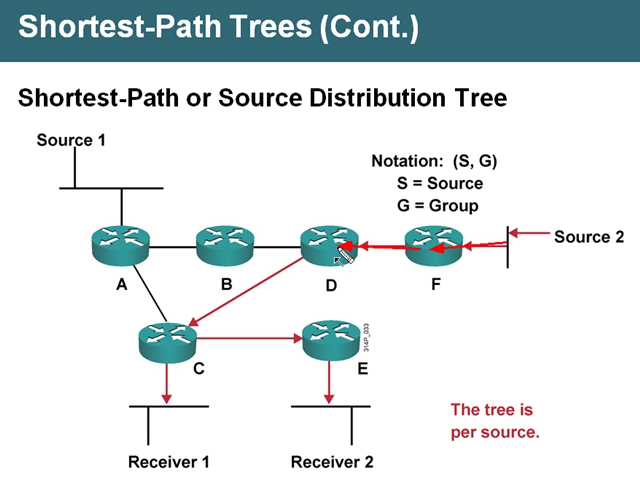 Shortest-Path Trees (Cont.)
Shortest-Path or Source Distribution Tree
Source 1
Notation: (S, G)
S = Source
G = Group
Source 2
A
B
D
F
314P_033
C
E
The tree is
per source.
Receiver 1
Receiver 2